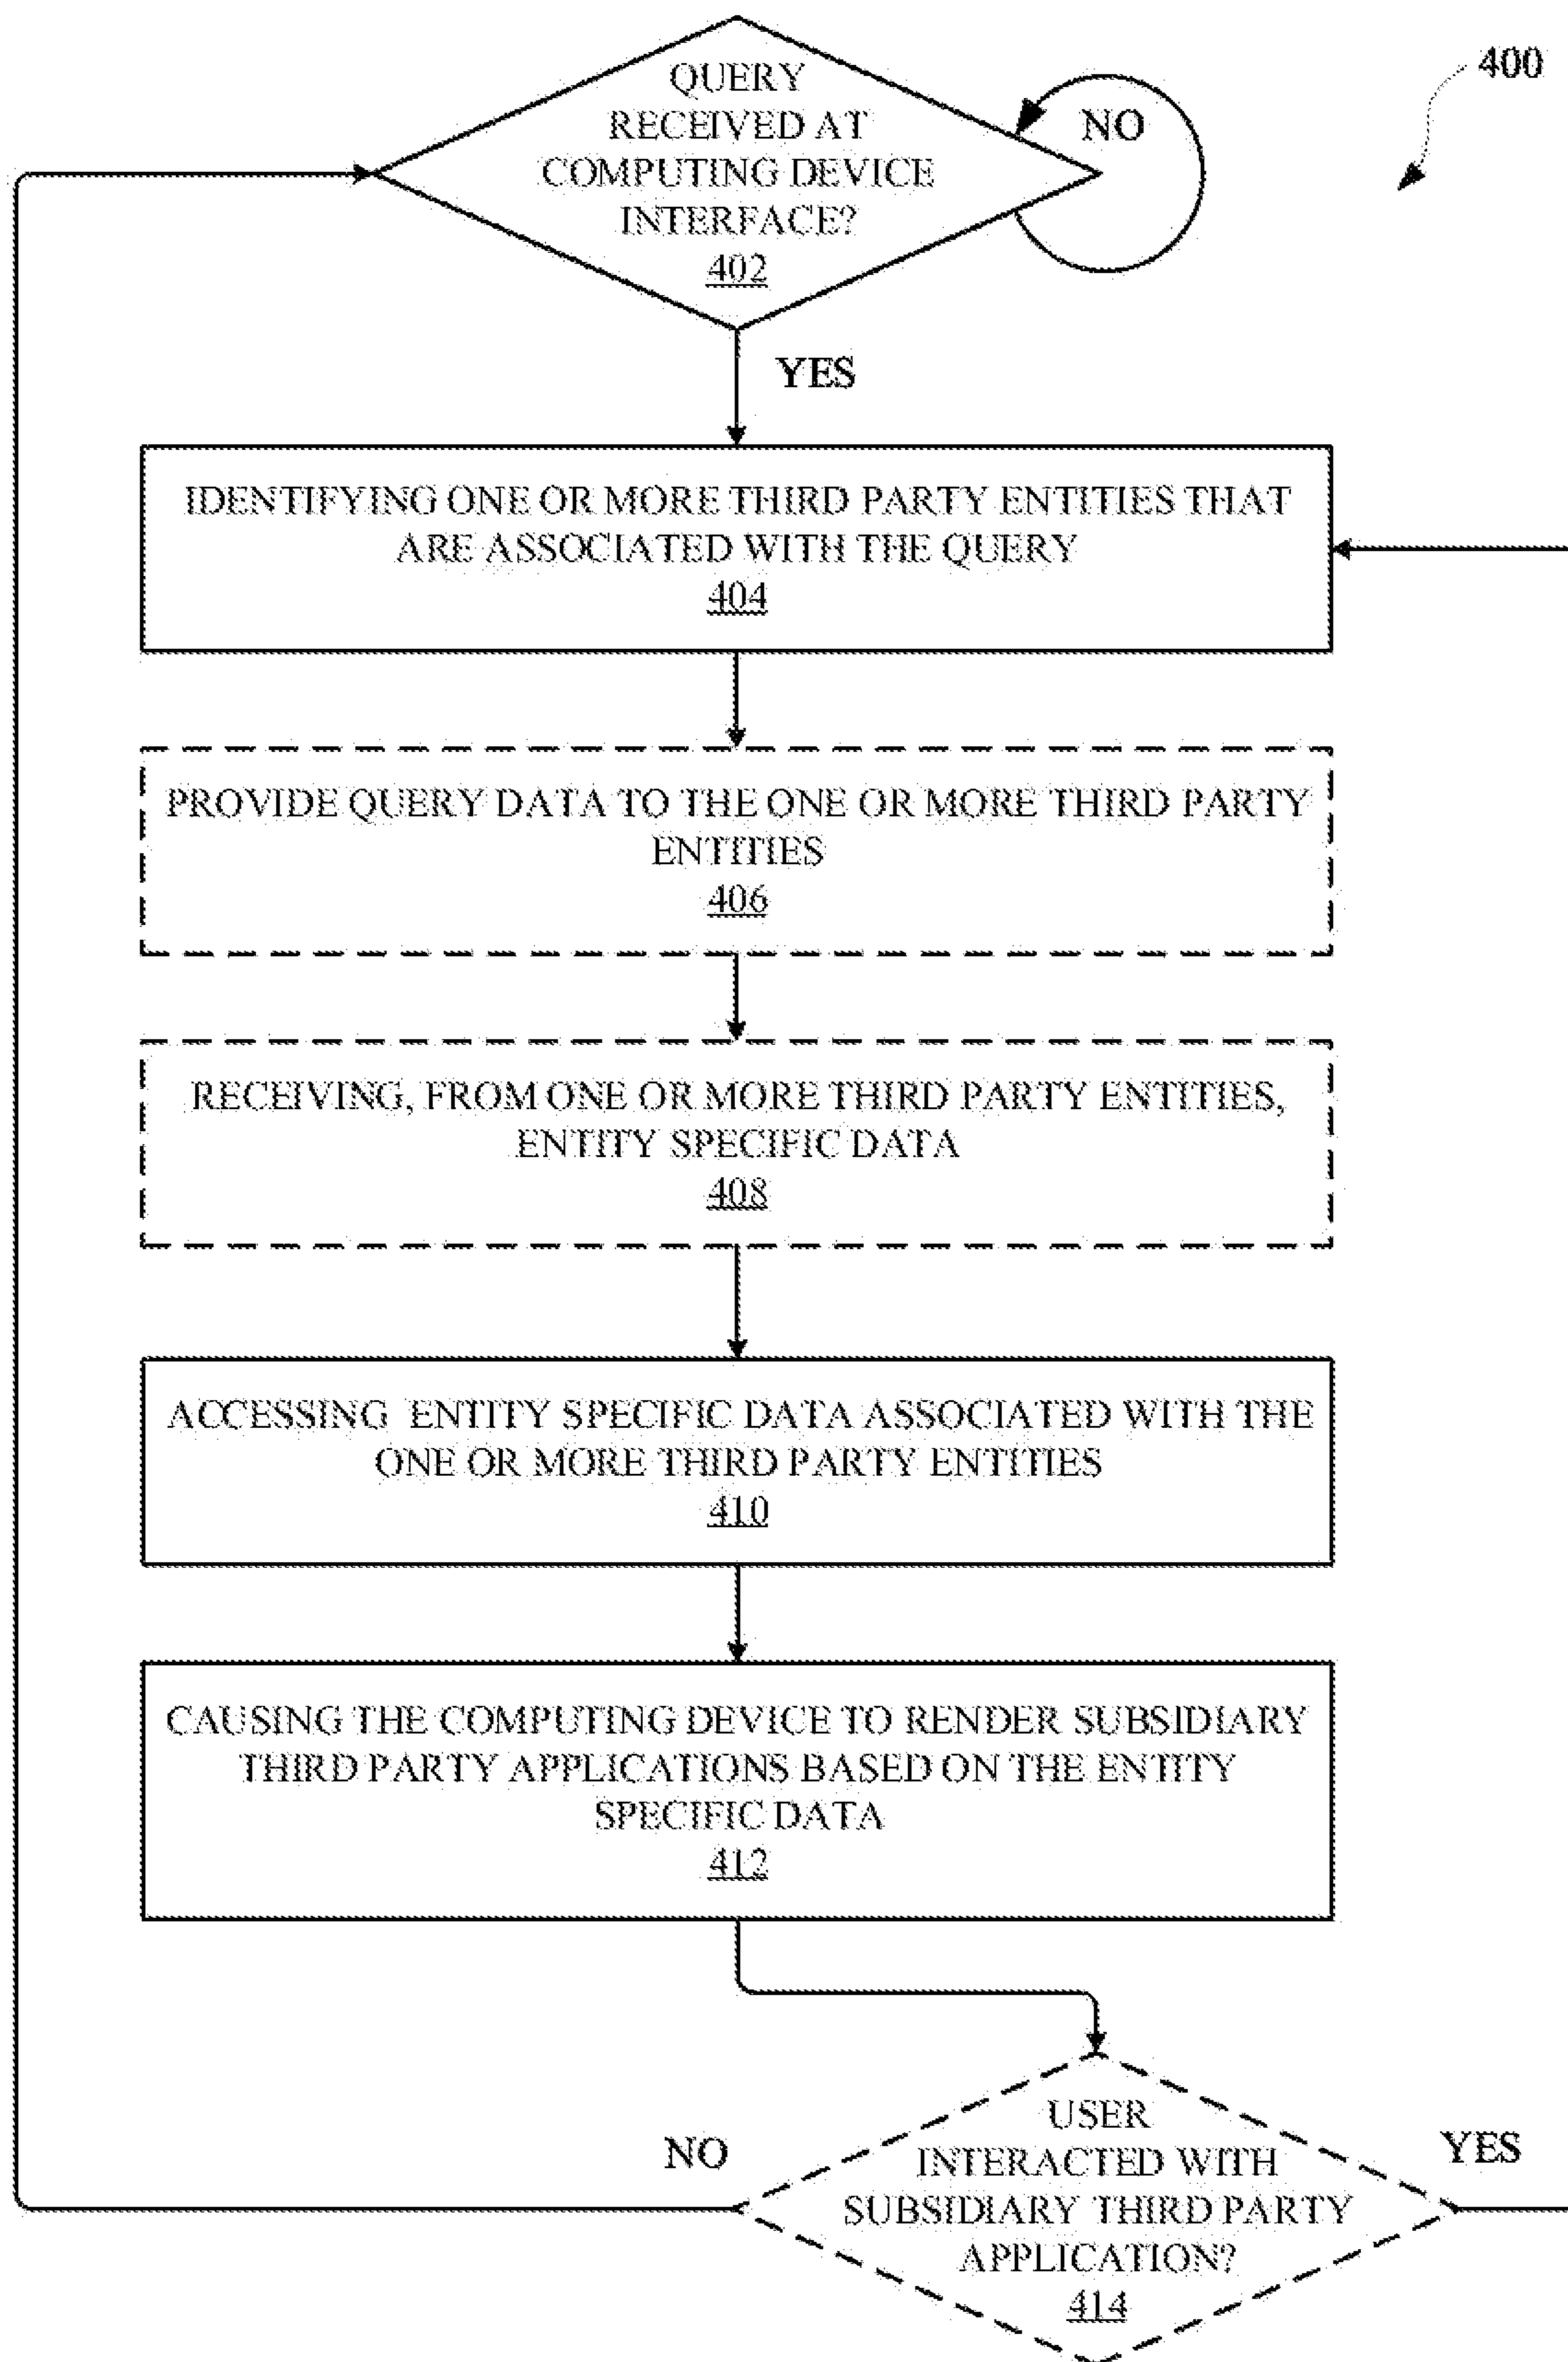 400
QUERY
RECEIVED AT
COMPUTING DEVICE
INTERFACE?
402
NO
YES
IDENTIFYING ONE OR MORE THIRD PARTY ENTITIES THAT
ARE ASSOCIATED WITH THE QUERY
404
PROVIDE QUERY DATA TO THE ONE OR MORE THIRD PARTY
ENTITIES
406
RECEIVING, FROM ONE OR MORE THIRD PARTY ENTITIES,
ENTITY SPECIFIC DATA
408
ACCESSING ENTITY SPECIFIC DATA ASSOCIATED WITH THE
ONE OR MORE THIRD PARTY ENTITIES
410
CAUSING THE COMPUTING DEVICE TO RENDER SUBSIDIARY
THIRD PARTY APPLICATIONS BASED ON THE ENTITY
SPECIFIC DATA
412
NO
USER
INTERACTED WITH
SUBSIDIARY THIRD PARTY
APPLICATION?
414
YES